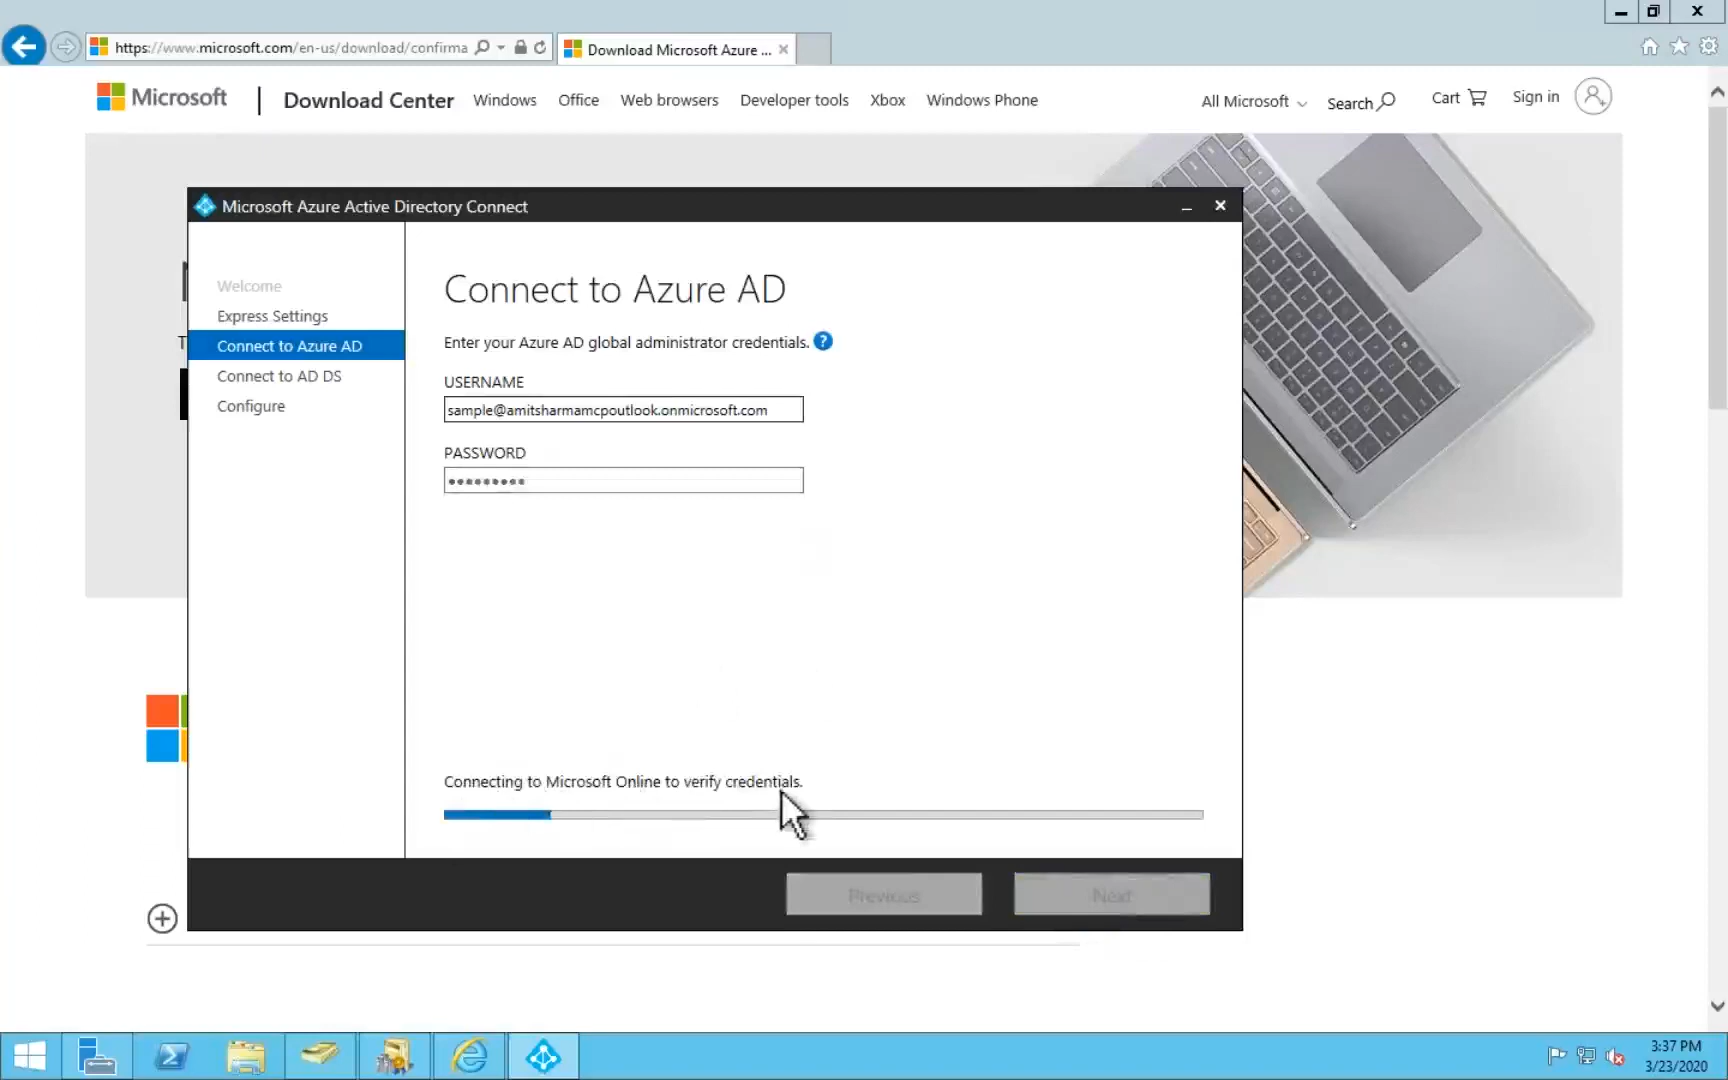 https://www.microsoft.com/en-us/download/confirma
Download Microsoft Azure ...
Microsoft
Download Center
Windows
Office
Web browsers
Developer tools
Xbox
Windows Phone
All Microsoft
Search
Cart
Sign in
Microsoft Azure Active Directory Connect
Welcome
Express Settings
Connect to Azure AD
Connect to AD DS
Configure
Connect to Azure AD
Enter your Azure AD global administrator credentials. ?
USERNAME
sample@amitsharmamcpoutlook.onmicrosoft.com
PASSWORD
•••••••••
Connecting to Microsoft Online to verify credentials.
Previous
Next
3:37 PM
3/23/2020